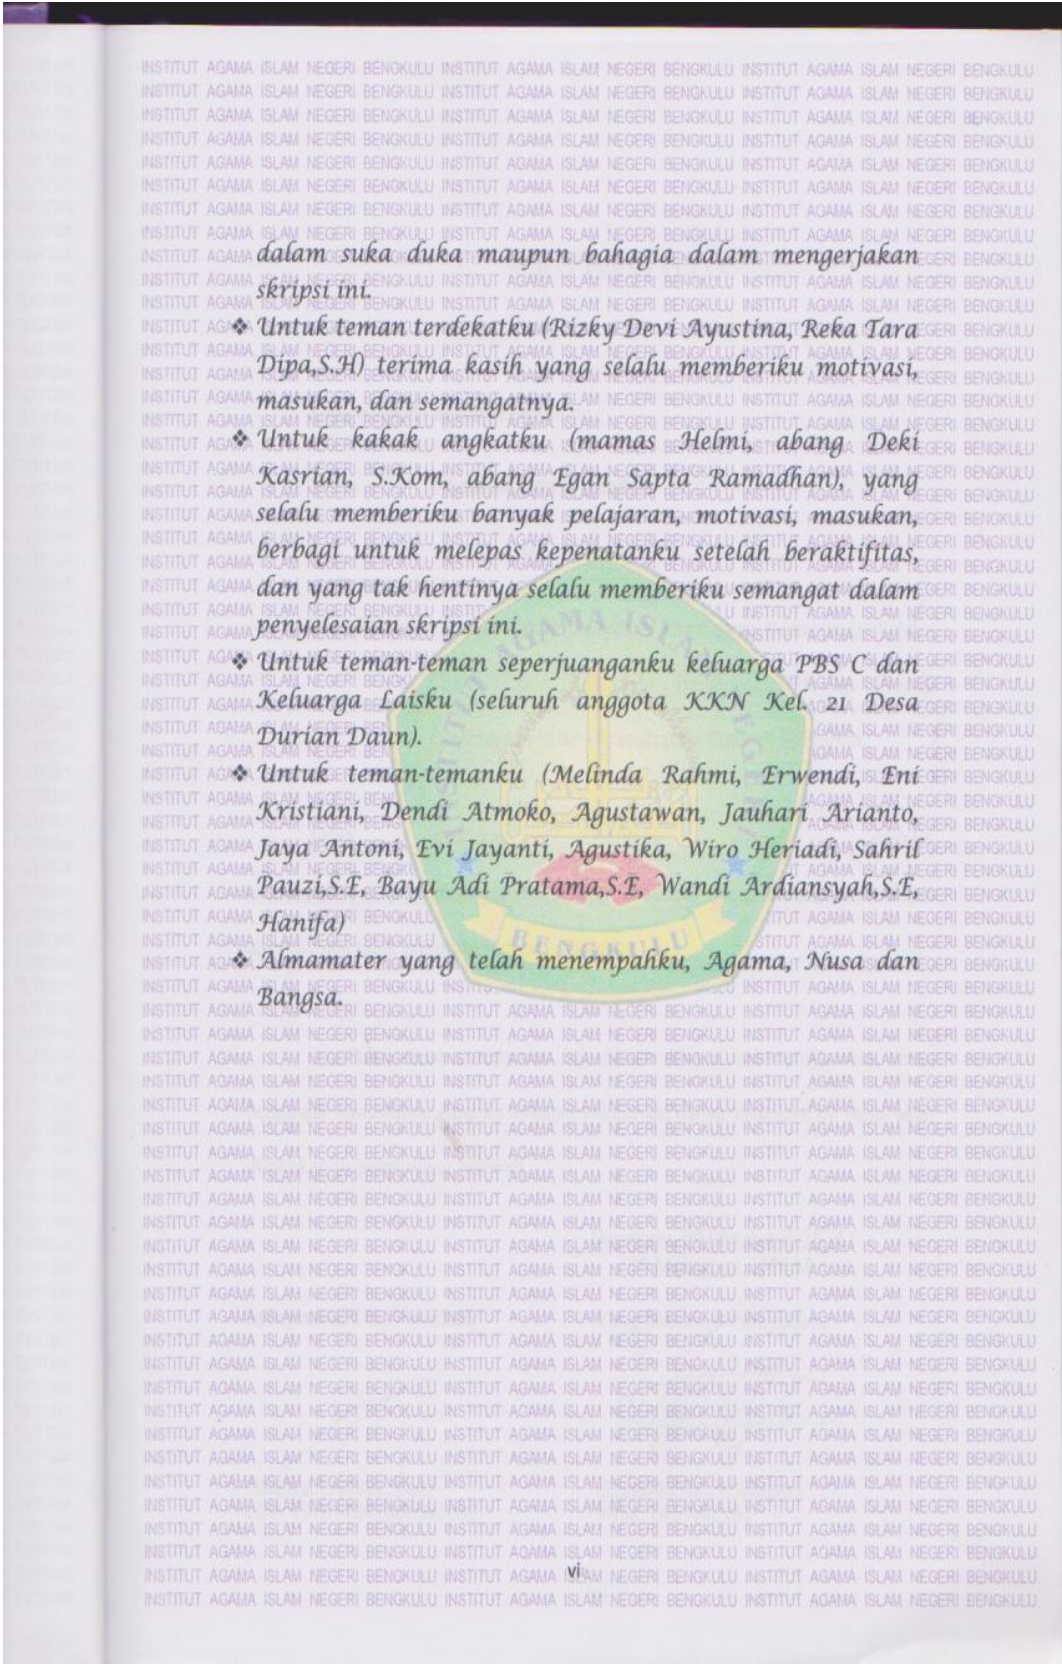 dalam suka duka maupun bahagia dalam mengerjakan
skripsi ini.
❖ Untuk teman terdekatku (Rizky Devi Ayustina, Reka Tara
Dipa,S.H) terima kasih yang selalu memberiku motivasi,
masukan, dan semangatnya.
❖ Untuk kakak angkatku (mamas Helmi, abang Deki
Kasrian, S.Kom, abang Egan Sapta Ramadhan), yang
selalu memberiku banyak pelajaran, motivasi, masukan,
berbagi untuk melepas kepenatanku setelah beraktifitas,
dan yang tak hentinya selalu memberiku semangat dalam
penyelesaian skripsi ini.
❖ Untuk teman-teman seperjuanganku keluarga PBS C dan
Keluarga Laisku (seluruh anggota KKN Kel. 21 Desa
Durian Daun).
❖ Untuk teman-temanku (Melinda Rahmi, Erwendi, Eni
Kristiani, Dendi Atmoko, Agustawan, Jauhari Arianto,
Jaya Antoni, Evi Jayanti, Agustika, Wiro Heriadi, Sahril
Pauzi,S.E, Bayu Adi Pratama,S.E, Wandi Ardiansyah,S.E,
Hanifa)
❖ Almamater yang telah menempahku, Agama, Nusa dan
Bangsa.
BENGKULU
vi